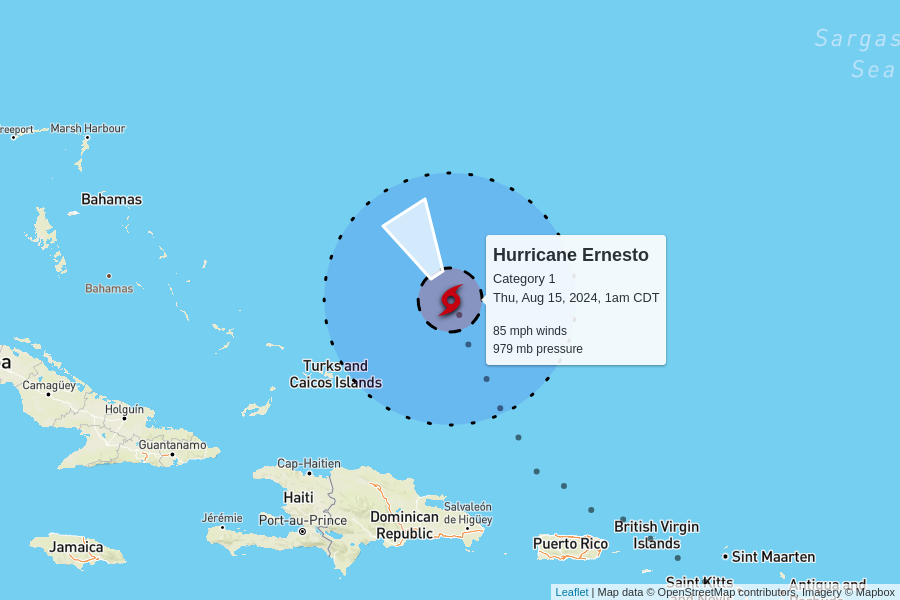 Sargas
Sea
reeport
Marsh Harbour
Bahamas
Bahamas
Hurricane Ernesto
Category 1
Thu, Aug 15, 2024, 1am CDT
85 mph winds
979 mb pressure
Turks and
Caicos Islands
a
Camagüey
Holguín
Guantanamo
Cap-Haitien
Haiti
Jérémie
Port-au-Prince
Dominican
Republic
Salvaleón
de Higüey
Jamaica
Puerto Rico
British Virgin
Islands
Sint Maarten
Saint Kitts
Antigua and
Leaflet | Map data © OpenStreetMap contributors, Imagery © Mapbox